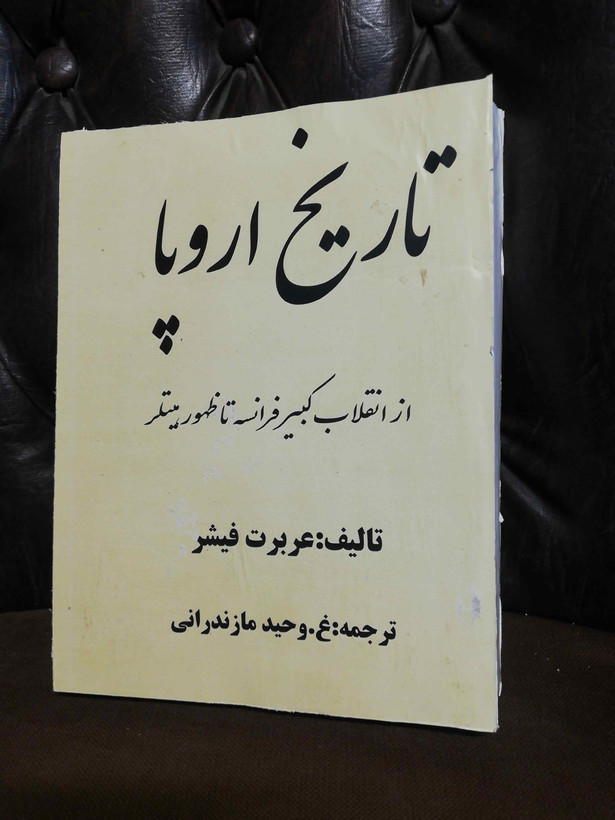 تاریخ اروپا
از انقلاب کبیر فرانسه تا ظهور هیتلر
تالیف:عربرت فیشر
ترجمه:غ.وحید مازندرانی